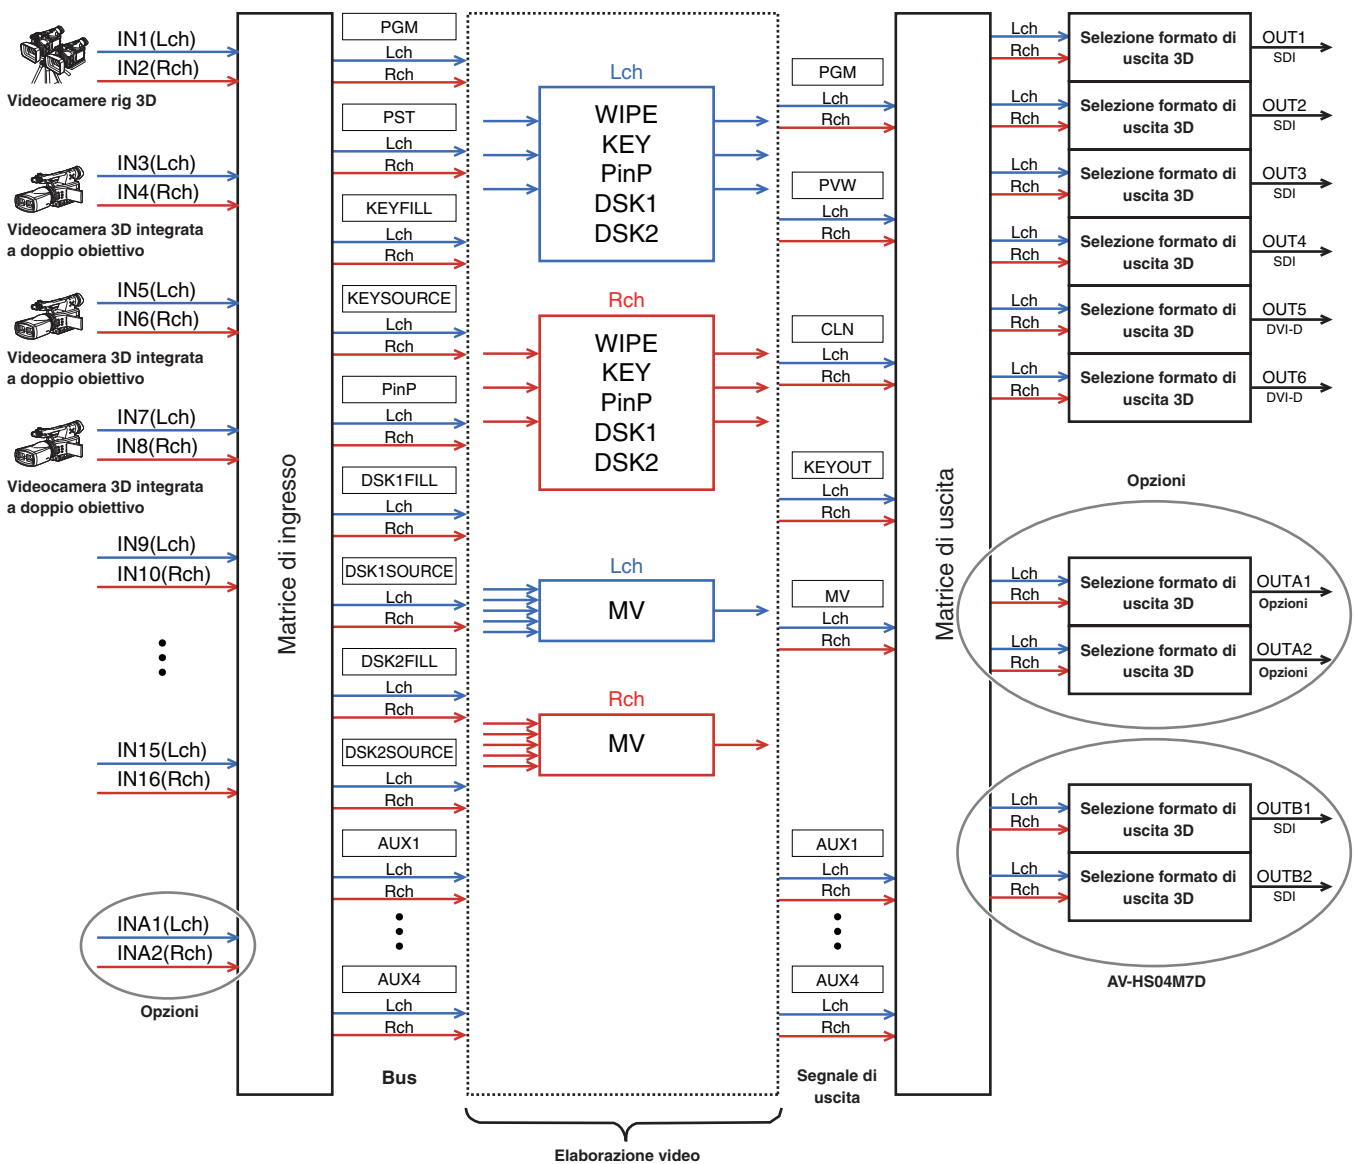 IN1(Lch)
IN2(Rch)
Videocamere rig 3D
IN3(Lch)
IN4(Rch)
Videocamera 3D integrata
a doppio obiettivo
IN5(Lch)
IN6(Rch)
Videocamera 3D integrata
a doppio obiettivo
IN7(Lch)
IN8(Rch)
Videocamera 3D integrata
a doppio obiettivo
IN9(Lch)
IN10(Rch)
IN15(Lch)
IN16(Rch)
INA1(Lch)
INA2(Rch)
Opzioni
Matrice di ingresso
PGM
Lch
Rch
PST
Lch
Rch
KEYFILL
Lch
Rch
KEYSOURCE
Lch
Rch
PinP
Lch
Rch
DSK1FILL
Lch
Rch
DSK1SOURCE
Lch
Rch
DSK2FILL
Lch
Rch
DSK2SOURCE
Lch
Rch
AUX1
Lch
Rch
AUX4
Lch
Rch
Bus
Lch
WIPE
KEY
PinP
DSK1
DSK2
Rch
WIPE
KEY
PinP
DSK1
DSK2
Lch
MV
Rch
MV
Elaborazione video
PGM
Lch
Rch
PVW
Lch
Rch
CLN
Lch
Rch
KEYOUT
Lch
Rch
MV
Lch
Rch
AUX1
Lch
Rch
AUX4
Lch
Rch
Segnale di
uscita
Matrice di uscita
Lch
Rch
Selezione formato di
uscita 3D
OUT1
SDI
Lch
Rch
Selezione formato di
uscita 3D
OUT2
SDI
Lch
Rch
Selezione formato di
uscita 3D
OUT3
SDI
Lch
Rch
Selezione formato di
uscita 3D
OUT4
SDI
Lch
Rch
Selezione formato di
uscita 3D
OUT5
DVI-D
Lch
Rch
Selezione formato di
uscita 3D
OUT6
DVI-D
Opzioni
Lch
Rch
Selezione formato di
uscita 3D
OUTA1
Opzioni
Lch
Rch
Selezione formato di
uscita 3D
OUTA2
Opzioni
Lch
Rch
Selezione formato di
uscita 3D
OUTB1
SDI
Lch
Rch
Selezione formato di
uscita 3D
OUTB2
SDI
AV-HS04M7D